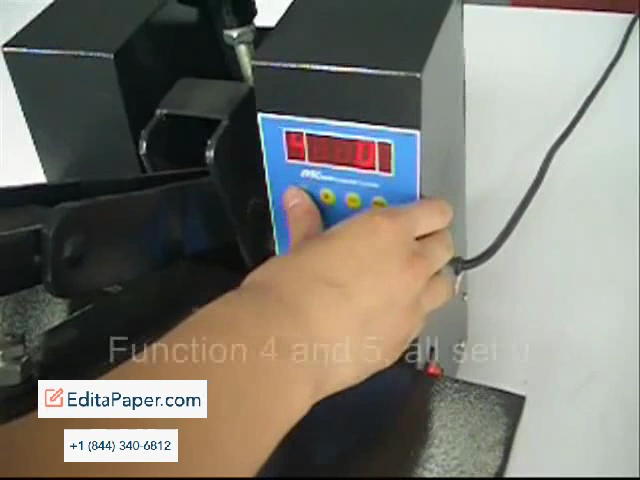 Function 4 and 5, all set u
EditaPaper.com
+1 (844) 340-6812